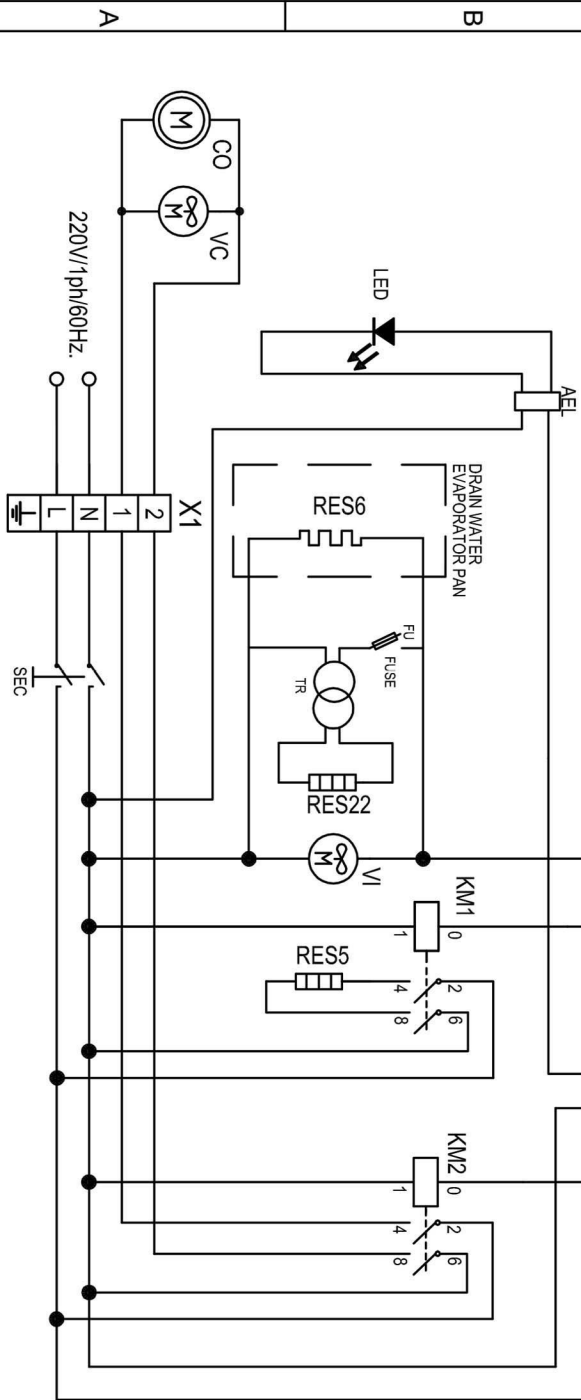 A
B
CO
M
VC
M
LED
AEL
220V/1ph/60Hz.
DRAIN WATER
EVAPORATOR PAN
RES6
X1
L
N
1
2
FU
FUSE
TR
SEC
RES22
VI
M
KM1
1
0
RES5
4
2
8
6
KM2
1
0
4
2
8
6